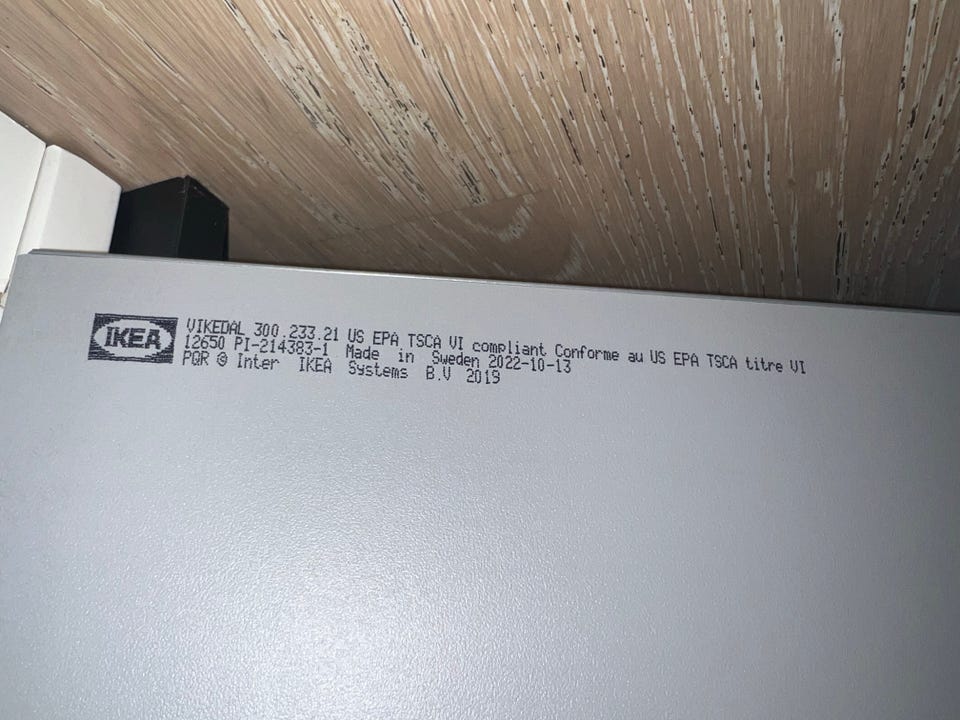 IKEA
VIKEDAL 300.233.21 US EPA TSCA VI compliant Conforme au US EPA TSCA titre VI
12650 PI-214383-1 Made in Sweden 2022-10-13
PQR © Inter IKEA Systems B.V 2019